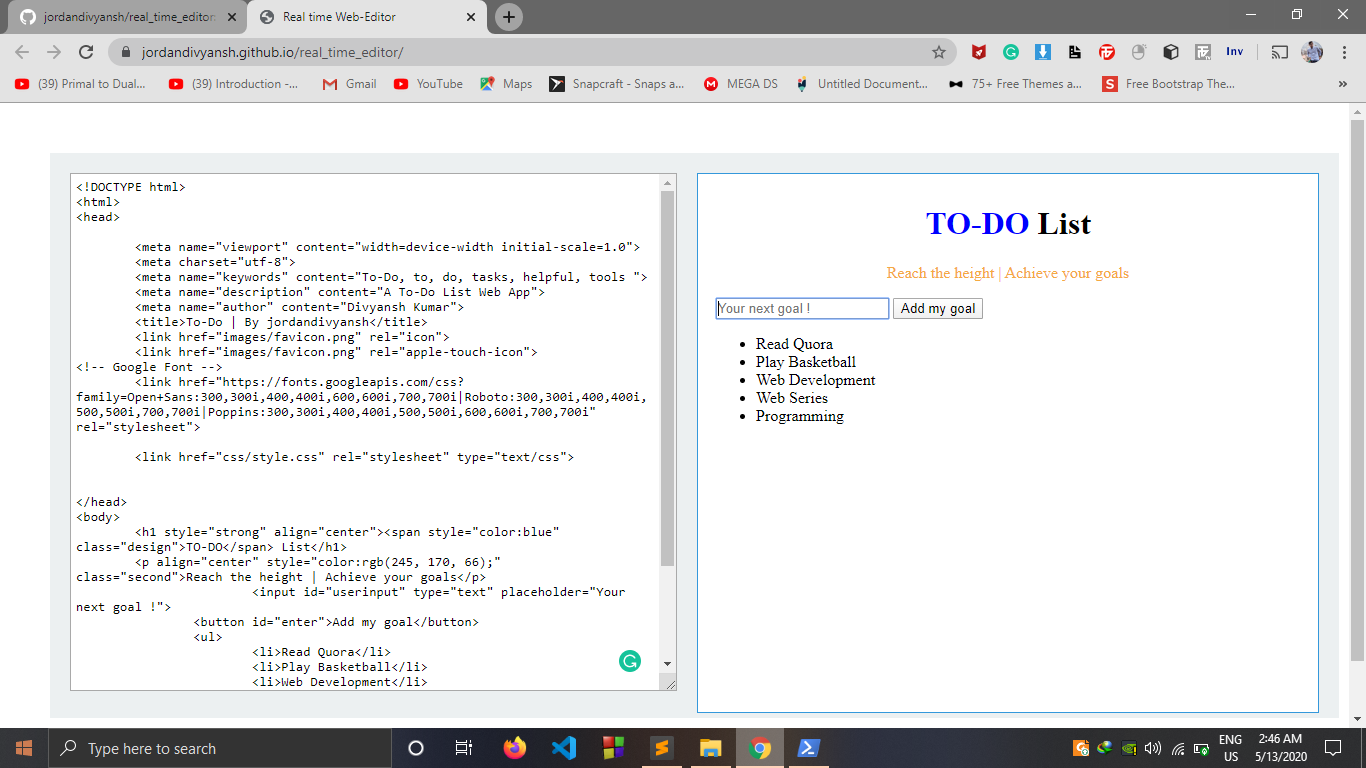 jordandivyansh/real_time_editor:
Real time Web-Editor
jordandivyansh.github.io/real_time_editor/
Inv
(39) Primal to Dual...
(39) Introduction -...
Gmail
YouTube
Maps
Snapcraft - Snaps a...
MEGA DS
Untitled Document...
75+ Free Themes a...
Free Bootstrap The...
<!DOCTYPE html>
<html>
<head>
<meta name="viewport" content="width=device-width initial-scale=1.0">
<meta charset="utf-8">
<meta name="keywords" content="To-Do, to, do, tasks, helpful, tools ">
<meta name="description" content="A To-Do List Web App">
<meta name="author" content="Divyansh Kumar">
<title>To-Do | By jordandivyansh</title>
<link href="images/favicon.png" rel="icon">
<link href="images/favicon.png" rel="apple-touch-icon">
<!-- Google Font -->
<link href="https://fonts.googleapis.com/css?
family=Open+Sans:300,300i,400,400i,600,600i,700,700i|Roboto:300,300i,400,400i,
500,500i,700,700i|Poppins:300,300i,400,400i,500,500i,600,600i,700,700i"
rel="stylesheet">
<link href="css/style.css" rel="stylesheet" type="text/css">
</head>
<body>
<h1 style="strong" align="center"><span style="color:blue"
class="design">TO-DO</span> List</h1>
<p align="center" style="color:rgb(245, 170, 66);"
class="second">Reach the height | Achieve your goals</p>
<input id="userinput" type="text" placeholder="Your
next goal !">
<button id="enter">Add my goal</button>
<ul>
<li>Read Quora</li>
<li>Play Basketball</li>
<li>Web Development</li>
TO-DO List
Reach the height | Achieve your goals
Your next goal !
Add my goal
Read Quora
Play Basketball
Web Development
Web Series
Programming
Type here to search
ENG
US
2:46 AM
5/13/2020